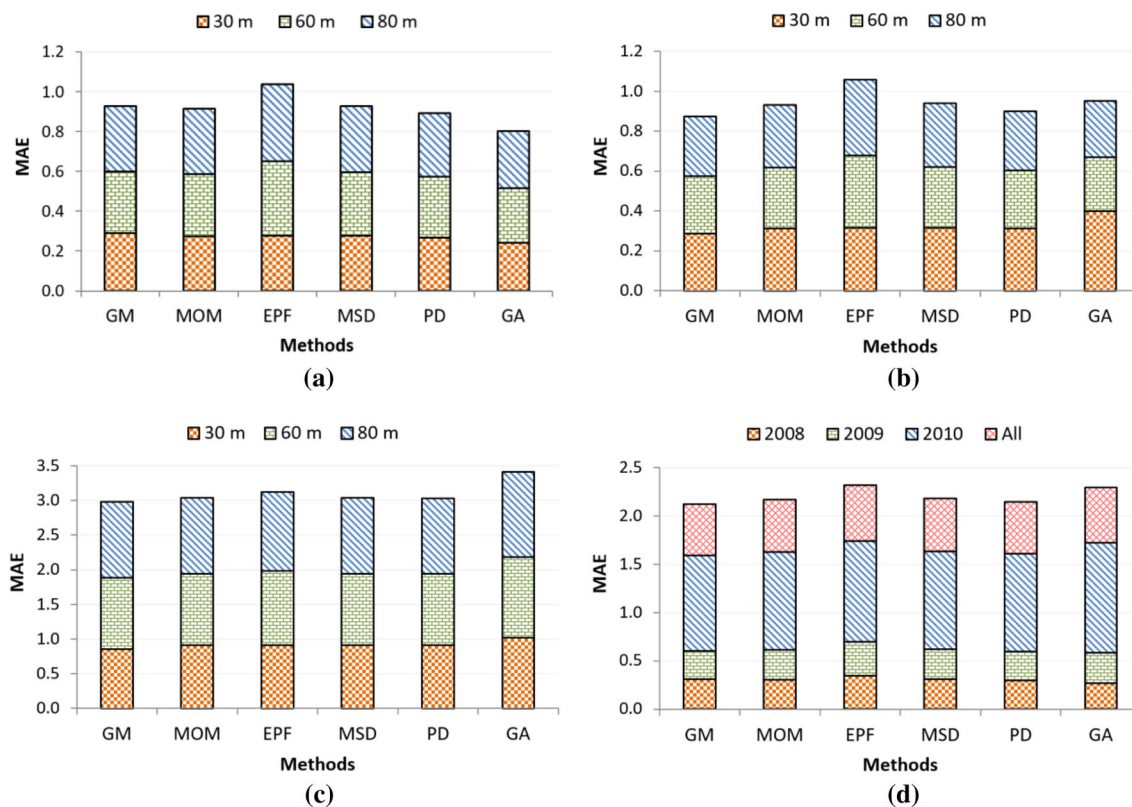 30 m 60 m 80 m
1.2
1.0
0.8
0.6
0.4
0.2
0.0
MAE
GM MOM EPF MSD PD GA
Methods
(a)
30 m 60 m 80 m
1.2
1.0
0.8
0.6
0.4
0.2
0.0
MAE
GM MOM EPF MSD PD GA
Methods
(b)
30 m 60 m 80 m
3.5
3.0
2.5
2.0
1.5
1.0
0.5
0.0
MAE
GM MOM EPF MSD PD GA
Methods
(c)
2008 2009 2010 All
2.5
2.0
1.5
1.0
0.5
0.0
MAE
GM MOM EPF MSD PD GA
Methods
(d)